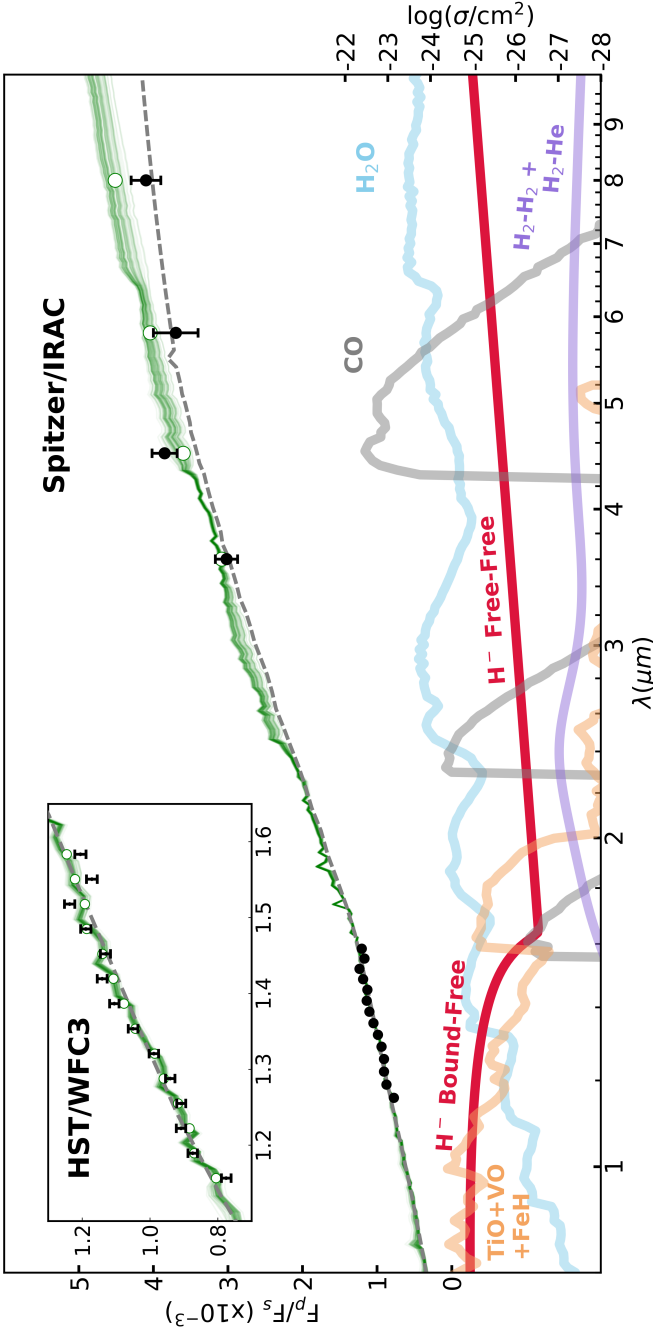 HST/WFC3
1.2
1.0
0.8
1.2
1.3
1.4
1.5
1.6
Spitzer/IRAC
F_p/F_s (x10⁻³)
5
4
3
2
1
0
log(σ/cm²)
-22
-23
-24
-25
-26
-27
-28
H₂O
CO
H₂-H₂ +
H₂-He
H⁻ Free-Free
H⁻ Bound-Free
TiO+VO
+FeH
1
2
3
4
5
6
7
8
9
λ(μm)